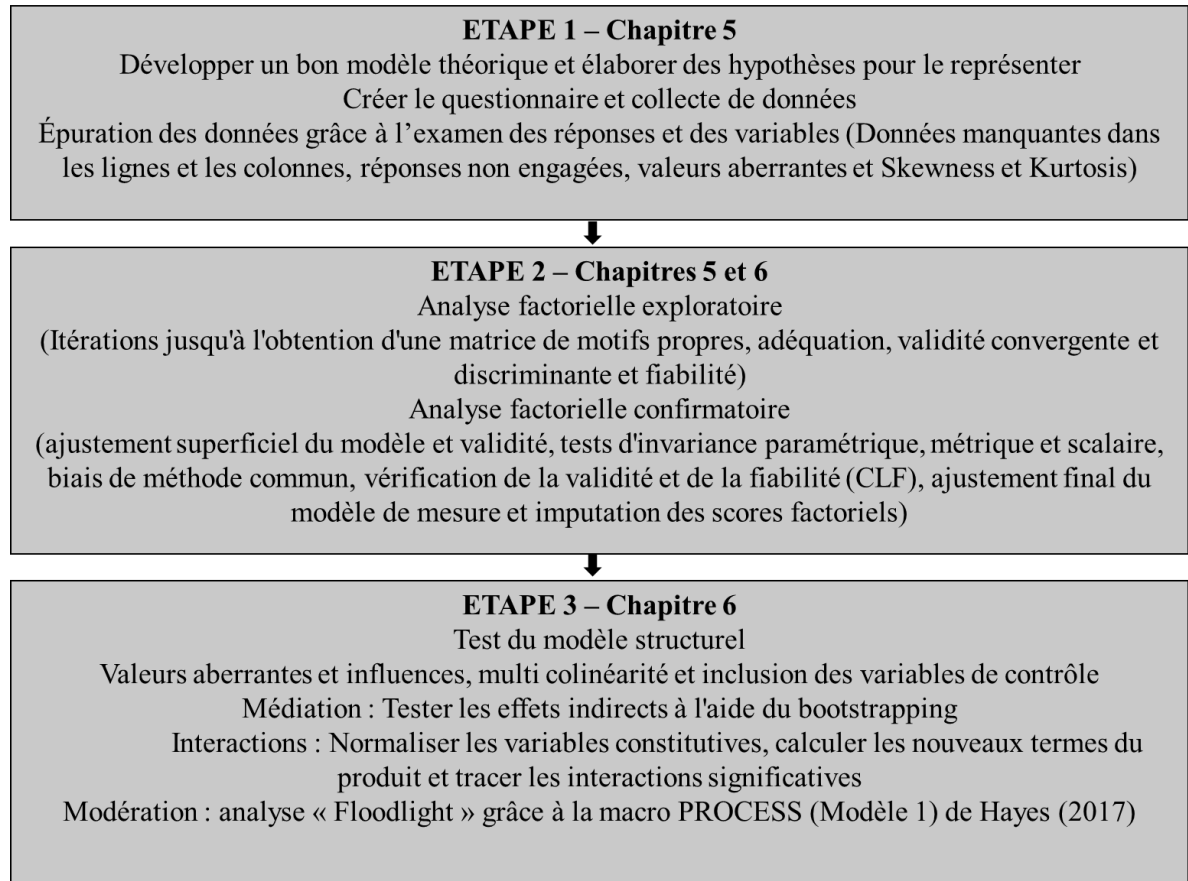 ETAPE 1 – Chapitre 5
Développer un bon modèle théorique et élaborer des hypothèses pour le représenter
Créer le questionnaire et collecte de données
Épuration des données grâce à l’examen des réponses et des variables (Données manquantes dans
les lignes et les colonnes, réponses non engagées, valeurs aberrantes et Skewness et Kurtosis)
ETAPE 2 – Chapitres 5 et 6
Analyse factorielle exploratoire
(Itérations jusqu'à l'obtention d'une matrice de motifs propres, adéquation, validité convergente et
discriminante et fiabilité)
Analyse factorielle confirmatoire
(ajustement superficiel du modèle et validité, tests d'invariance paramétrique, métrique et scalaire,
biais de méthode commun, vérification de la validité et de la fiabilité (CLF), ajustement final du
modèle de mesure et imputation des scores factoriels)
ETAPE 3 – Chapitre 6
Test du modèle structurel
Valeurs aberrantes et influences, multi colinéarité et inclusion des variables de contrôle
Médiation : Tester les effets indirects à l'aide du bootstrapping
Interactions : Normaliser les variables constitutives, calculer les nouveaux termes du
produit et tracer les interactions significatives
Modération : analyse « Floodlight » grâce à la macro PROCESS (Modèle 1) de Hayes (2017)